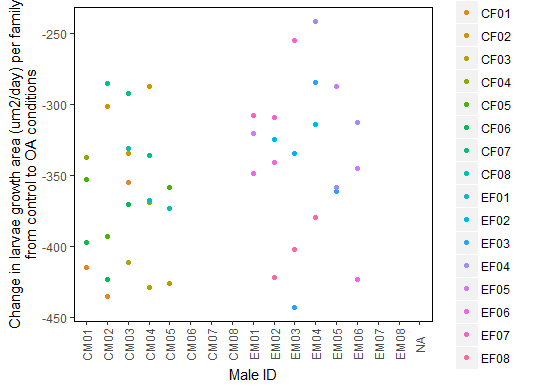 Change in larvae growth area (um2/day) per family
from control to OA conditions
-250
-300
-350
-400
-450
CM01
CM02
CM03
CM04
CM05
CM06
CM07
CM08
EM01
EM02
EM03
EM04
EM05
EM06
EM07
EM08
NA
Male ID
CF01
CF02
CF03
CF04
CF05
CF06
CF07
CF08
EF01
EF02
EF03
EF04
EF05
EF06
EF07
EF08